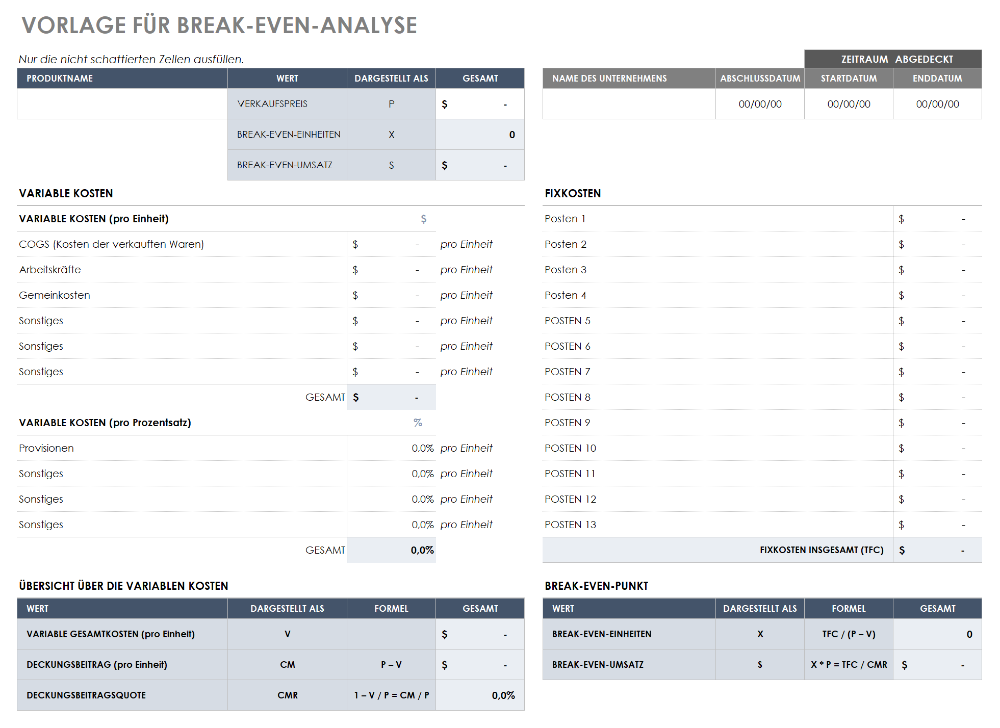 VORLAGE FÜR BREAK-EVEN-ANALYSE
Nur die nicht schattierten Zellen ausfüllen.
PRODUKTNAME WERT DARGESTELLT ALS GESAMT
VERKAUFSPREIS P $ -
BREAK-EVEN-EINHEITEN X 0
BREAK-EVEN-UMSATZ S $ -
ZEITRAUM ABGEDECKT
NAME DES UNTERNEHMENS ABSCHLUSSDATUM STARTDATUM ENDDATUM
00/00/00 00/00/00 00/00/00
VARIABLE KOSTEN
VARIABLE KOSTEN (pro Einheit) $
COGS (Kosten der verkauften Waren) $ - pro Einheit
Arbeitskräfte $ - pro Einheit
Gemeinkosten $ - pro Einheit
Sonstiges $ - pro Einheit
Sonstiges $ - pro Einheit
Sonstiges $ - pro Einheit
GESAMT $ -
VARIABLE KOSTEN (pro Prozentsatz) %
Provisionen 0,0% pro Einheit
Sonstiges 0,0% pro Einheit
Sonstiges 0,0% pro Einheit
Sonstiges 0,0% pro Einheit
GESAMT 0,0%
FIXKOSTEN
Posten 1 $ -
Posten 2 $ -
Posten 3 $ -
Posten 4 $ -
POSTEN 5 $ -
POSTEN 6 $ -
POSTEN 7 $ -
POSTEN 8 $ -
POSTEN 9 $ -
POSTEN 10 $ -
POSTEN 11 $ -
POSTEN 12 $ -
POSTEN 13 $ -
FIXKOSTEN INSGESAMT (TFC) $ -
ÜBERSICHT ÜBER DIE VARIABLEN KOSTEN
WERT DARGESTELLT ALS FORMEL GESAMT
VARIABLE GESAMTKOSTEN (pro Einheit) V $ -
DECKUNGSBEITRAG (pro Einheit) CM P – V $ -
DECKUNGSBEITRAGSQUOTE CMR 1 – V / P = CM / P 0,0%
BREAK-EVEN-PUNKT
WERT DARGESTELLT ALS FORMEL GESAMT
BREAK-EVEN-EINHEITEN X TFC / (P – V) 0
BREAK-EVEN-UMSATZ S X * P = TFC / CMR $ -